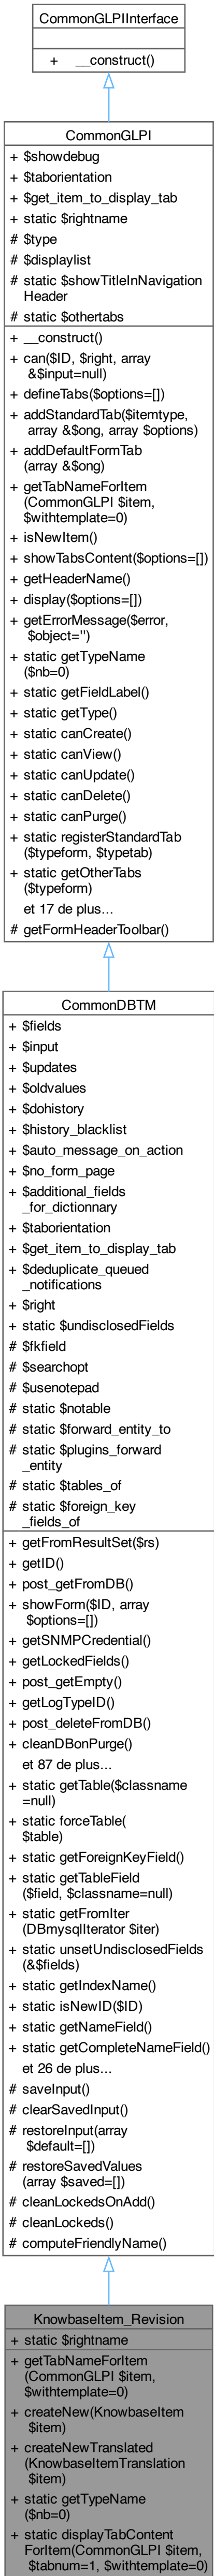 CommonGLPIInterface
+ __construct()
CommonGLPI
+ $showdebug
+ $taborientation
+ $get_item_to_display_tab
+ static $rightname
# $type
# $displaylist
# static $showTitleInNavigation
Header
# static $othertabs
+ __construct()
+ can($ID, $right, array
&$input=null)
+ defineTabs($options=[])
+ addStandardTab($itemtype,
array &$ong, array $options)
+ addDefaultFormTab
(array &$ong)
+ getTabNameForItem
(CommonGLPI $item,
$withtemplate=0)
+ isNewItem()
+ showTabsContent($options=[])
+ getHeaderName()
+ display($options=[])
+ getErrorMessage($error,
$object='')
+ static getTypeName
($nb=0)
+ static getFieldLabel()
+ static getType()
+ static canCreate()
+ static canView()
+ static canUpdate()
+ static canDelete()
+ static canPurge()
+ static registerStandardTab
($typeform, $typetab)
+ static getOtherTabs
($typeform)
et 17 de plus...
# getFormHeaderToolbar()
CommonDBTM
+ $fields
+ $input
+ $updates
+ $oldvalues
+ $dohistory
+ $history_blacklist
+ $auto_message_on_action
+ $no_form_page
+ $additional_fields
_for_dictionnary
+ $taborientation
+ $get_item_to_display_tab
+ $deduplicate_queued
_notifications
+ $right
+ static $undisclosedFields
# $fkfield
# $searchopt
# $usenotepad
# static $notable
# static $forward_entity_to
# static $plugins_forward
_entity
# static $tables_of
# static $foreign_key
_fields_of
+ getFromResultSet($rs)
+ getID()
+ post_getFromDB()
+ showForm($ID, array
$options=[])
+ getSNMPCredential()
+ getLockedFields()
+ post_getEmpty()
+ getLogTypeID()
+ post_deleteFromDB()
+ cleanDBonPurge()
et 87 de plus...
+ static getTable($classname
=null)
+ static forceTable(
$table)
+ static getForeignKeyField()
+ static getTableField
($field, $classname=null)
+ static getFromIter
(DBmysqlIterator $iter)
+ static unsetUndisclosedFields
(&$fields)
+ static getIndexName()
+ static isNewID($ID)
+ static getNameField()
+ static getCompleteNameField()
et 26 de plus...
# saveInput()
# clearSavedInput()
# restoreInput(array
$default=[])
# restoreSavedValues
(array $saved=[])
# cleanLockedsOnAdd()
# cleanLockeds()
# computeFriendlyName()
KnowbaseItem_Revision
+ static $rightname
+ getTabNameForItem
(CommonGLPI $item,
$withtemplate=0)
+ createNew(KnowbaseItem
$item)
+ createNewTranslated
(KnowbaseItemTranslation
$item)
+ static getTypeName
($nb=0)
+ static displayTabContent
ForItem(CommonGLPI $item,
$tabnum=1, $withtemplate=0)